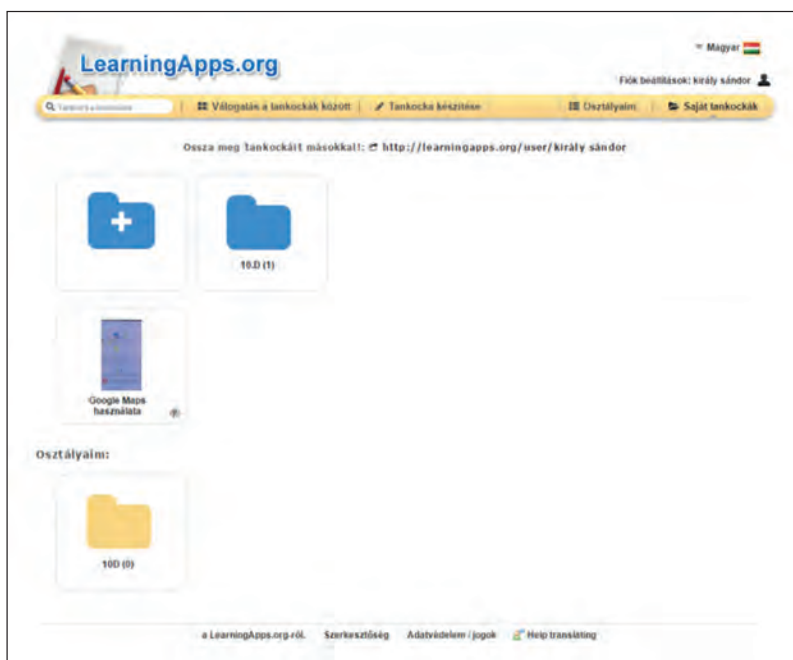 LearningApps.org
Magyar
Fiók beállítások: király sándor
Válogatás a tankockák között
Tankocka készítése
Osztályaim
Saját tankockák
Ossza meg tankockáit másokkal!: http://learningapps.org/user/király sándor
10.D (1)
Google Maps
használata
Osztályaim:
10D (0)
a LearningApps.org-ról. Szerkesztőség Adatvédelem / jogok Help translating